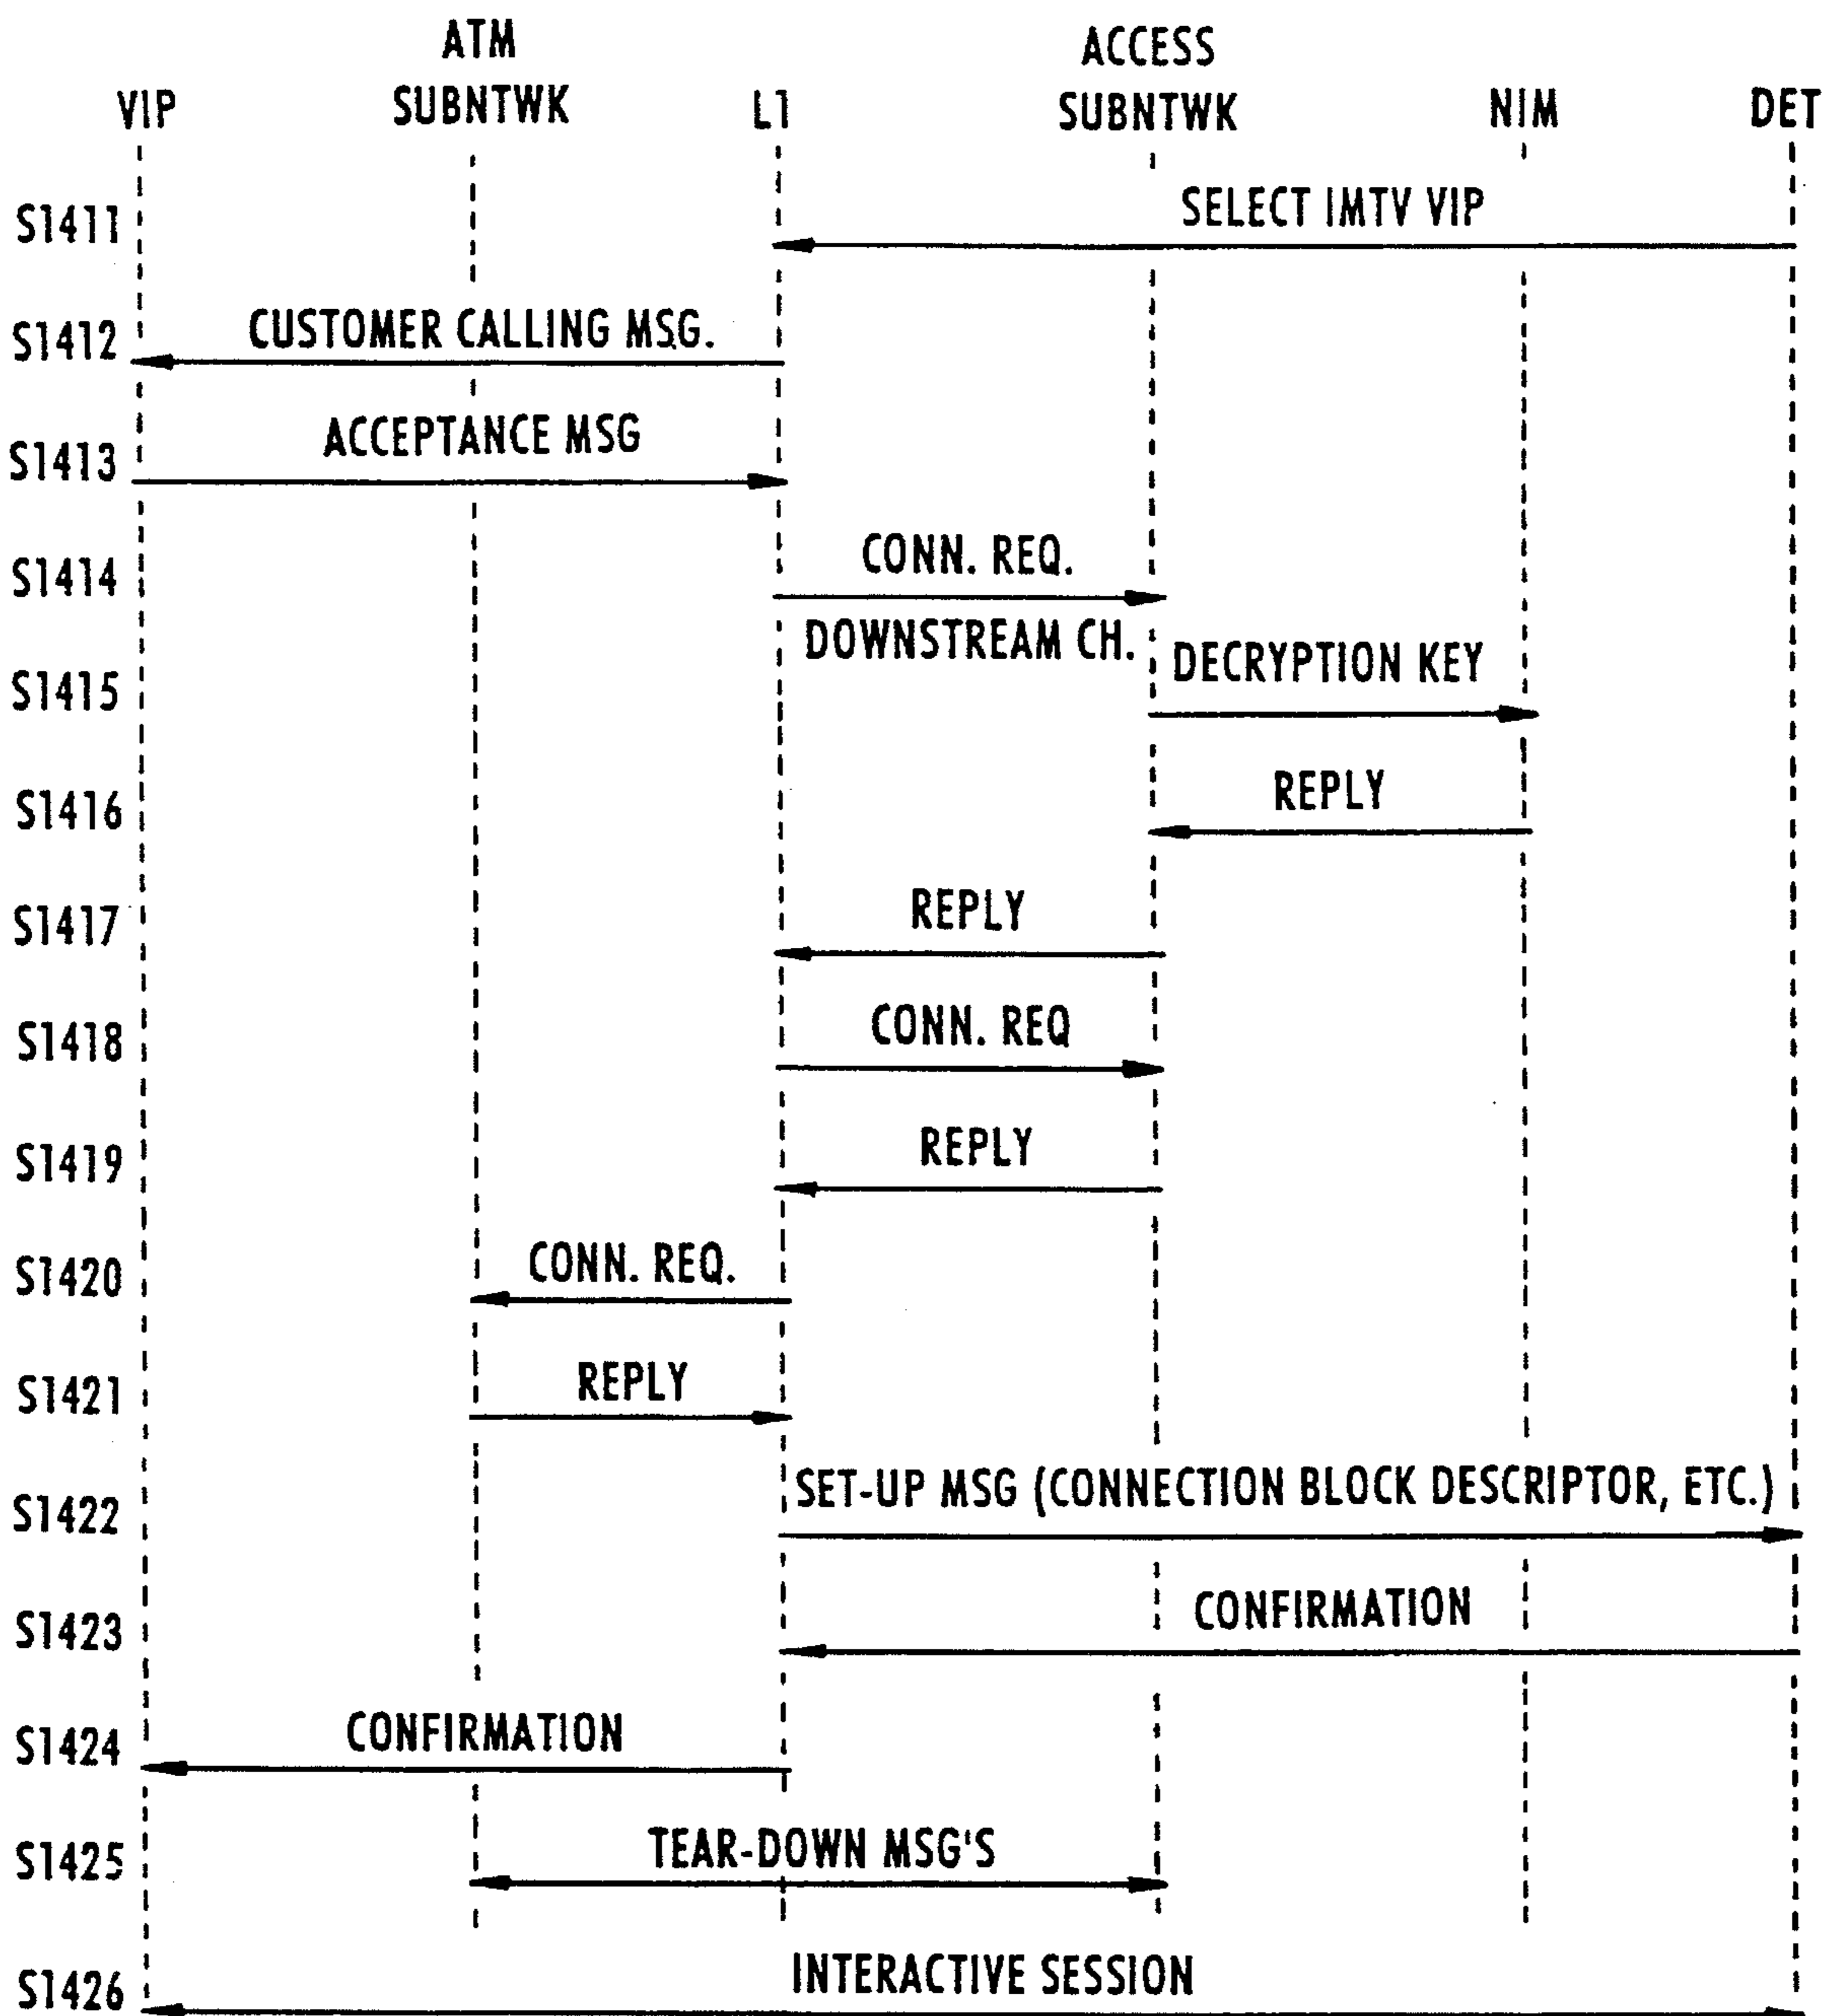 ATM
SUBNTWK
ACCESS
SUBNTWK
VIP
L1
NIM
DET
S1411
SELECT IMTV VIP
S1412
CUSTOMER CALLING MSG.
S1413
ACCEPTANCE MSG
S1414
CONN. REQ.
DOWNSTREAM CH.
S1415
DECRYPTION KEY
S1416
REPLY
S1417
REPLY
S1418
CONN. REQ
S1419
REPLY
S1420
CONN. REQ.
S1421
REPLY
S1422
SET-UP MSG (CONNECTION BLOCK DESCRIPTOR, ETC.)
S1423
CONFIRMATION
S1424
CONFIRMATION
S1425
TEAR-DOWN MSG'S
S1426
INTERACTIVE SESSION